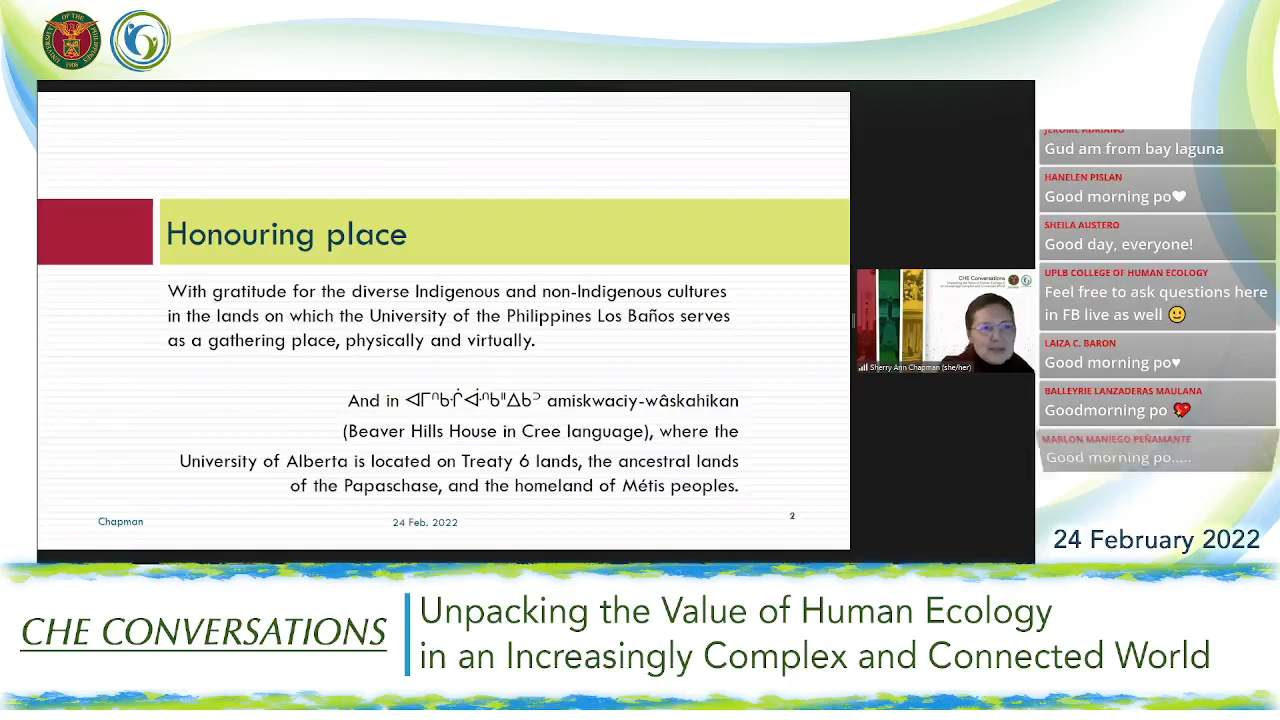 Honouring place
With gratitude to the diverse Indigenous and non-Indigenous cultures
in the lands on which the University of the Philippines Los Baños serves
as a gathering place, physically and virtually.
And in ᐊᒥᐢᑲᐧᒌᐚᐢᑲᐦᐃᑲᐣ amiskwaciy-wâskahikan
(Beaver Hills House in Cree language), where the
University of Alberta is located on Treaty 6 lands, the ancestral lands
of the Papaschase, and the homeland of Métis peoples.
Chapman
24 Feb. 2022
2
CHE Conversations
Sherry Ann Chapman (she/her)
JEROME ADRIANO
Gud am from bay laguna
HANELEN PISLAN
Good morning po🤍
SHEILA AUSTERO
Good day, everyone!
UPLB COLLEGE OF HUMAN ECOLOGY
Feel free to ask questions here
in FB live as well 🙂
LAIZA C. BARON
Good morning po♥
BALLEYRIE LANZADERAS MAULANA
Goodmorning po 💖
MARLON MANIEGO PEÑAMANTE
Good morning po.....
24 February 2022
CHE CONVERSATIONS
Unpacking the Value of Human Ecology
in an Increasingly Complex and Connected World